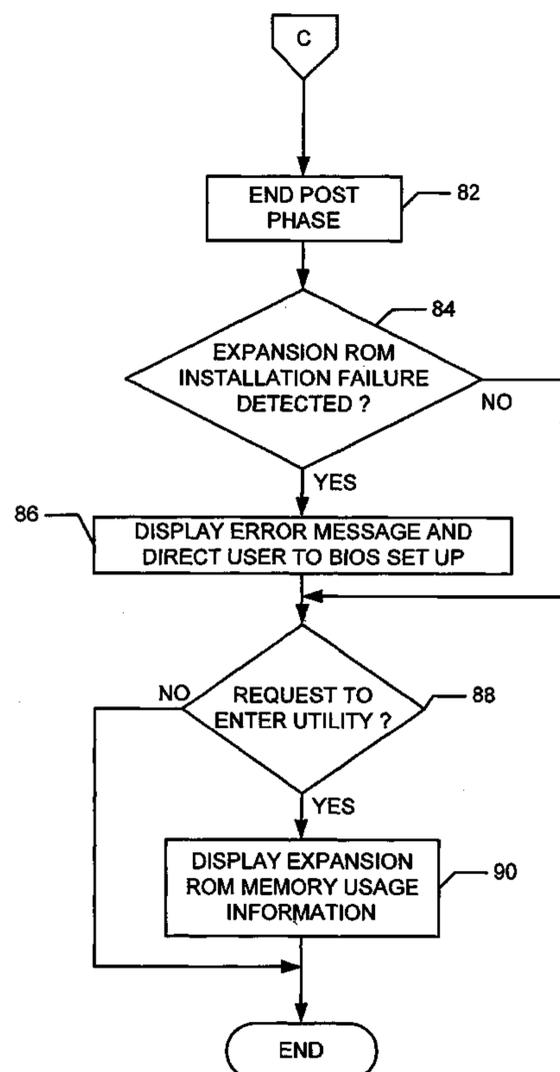 C
END POST
PHASE
82
84
EXPANSION ROM
INSTALLATION FAILURE
DETECTED ?
NO
YES
86
DISPLAY ERROR MESSAGE AND
DIRECT USER TO BIOS SET UP
NO
REQUEST TO
ENTER UTILITY ?
88
YES
DISPLAY EXPANSION
ROM MEMORY USAGE
INFORMATION
90
END